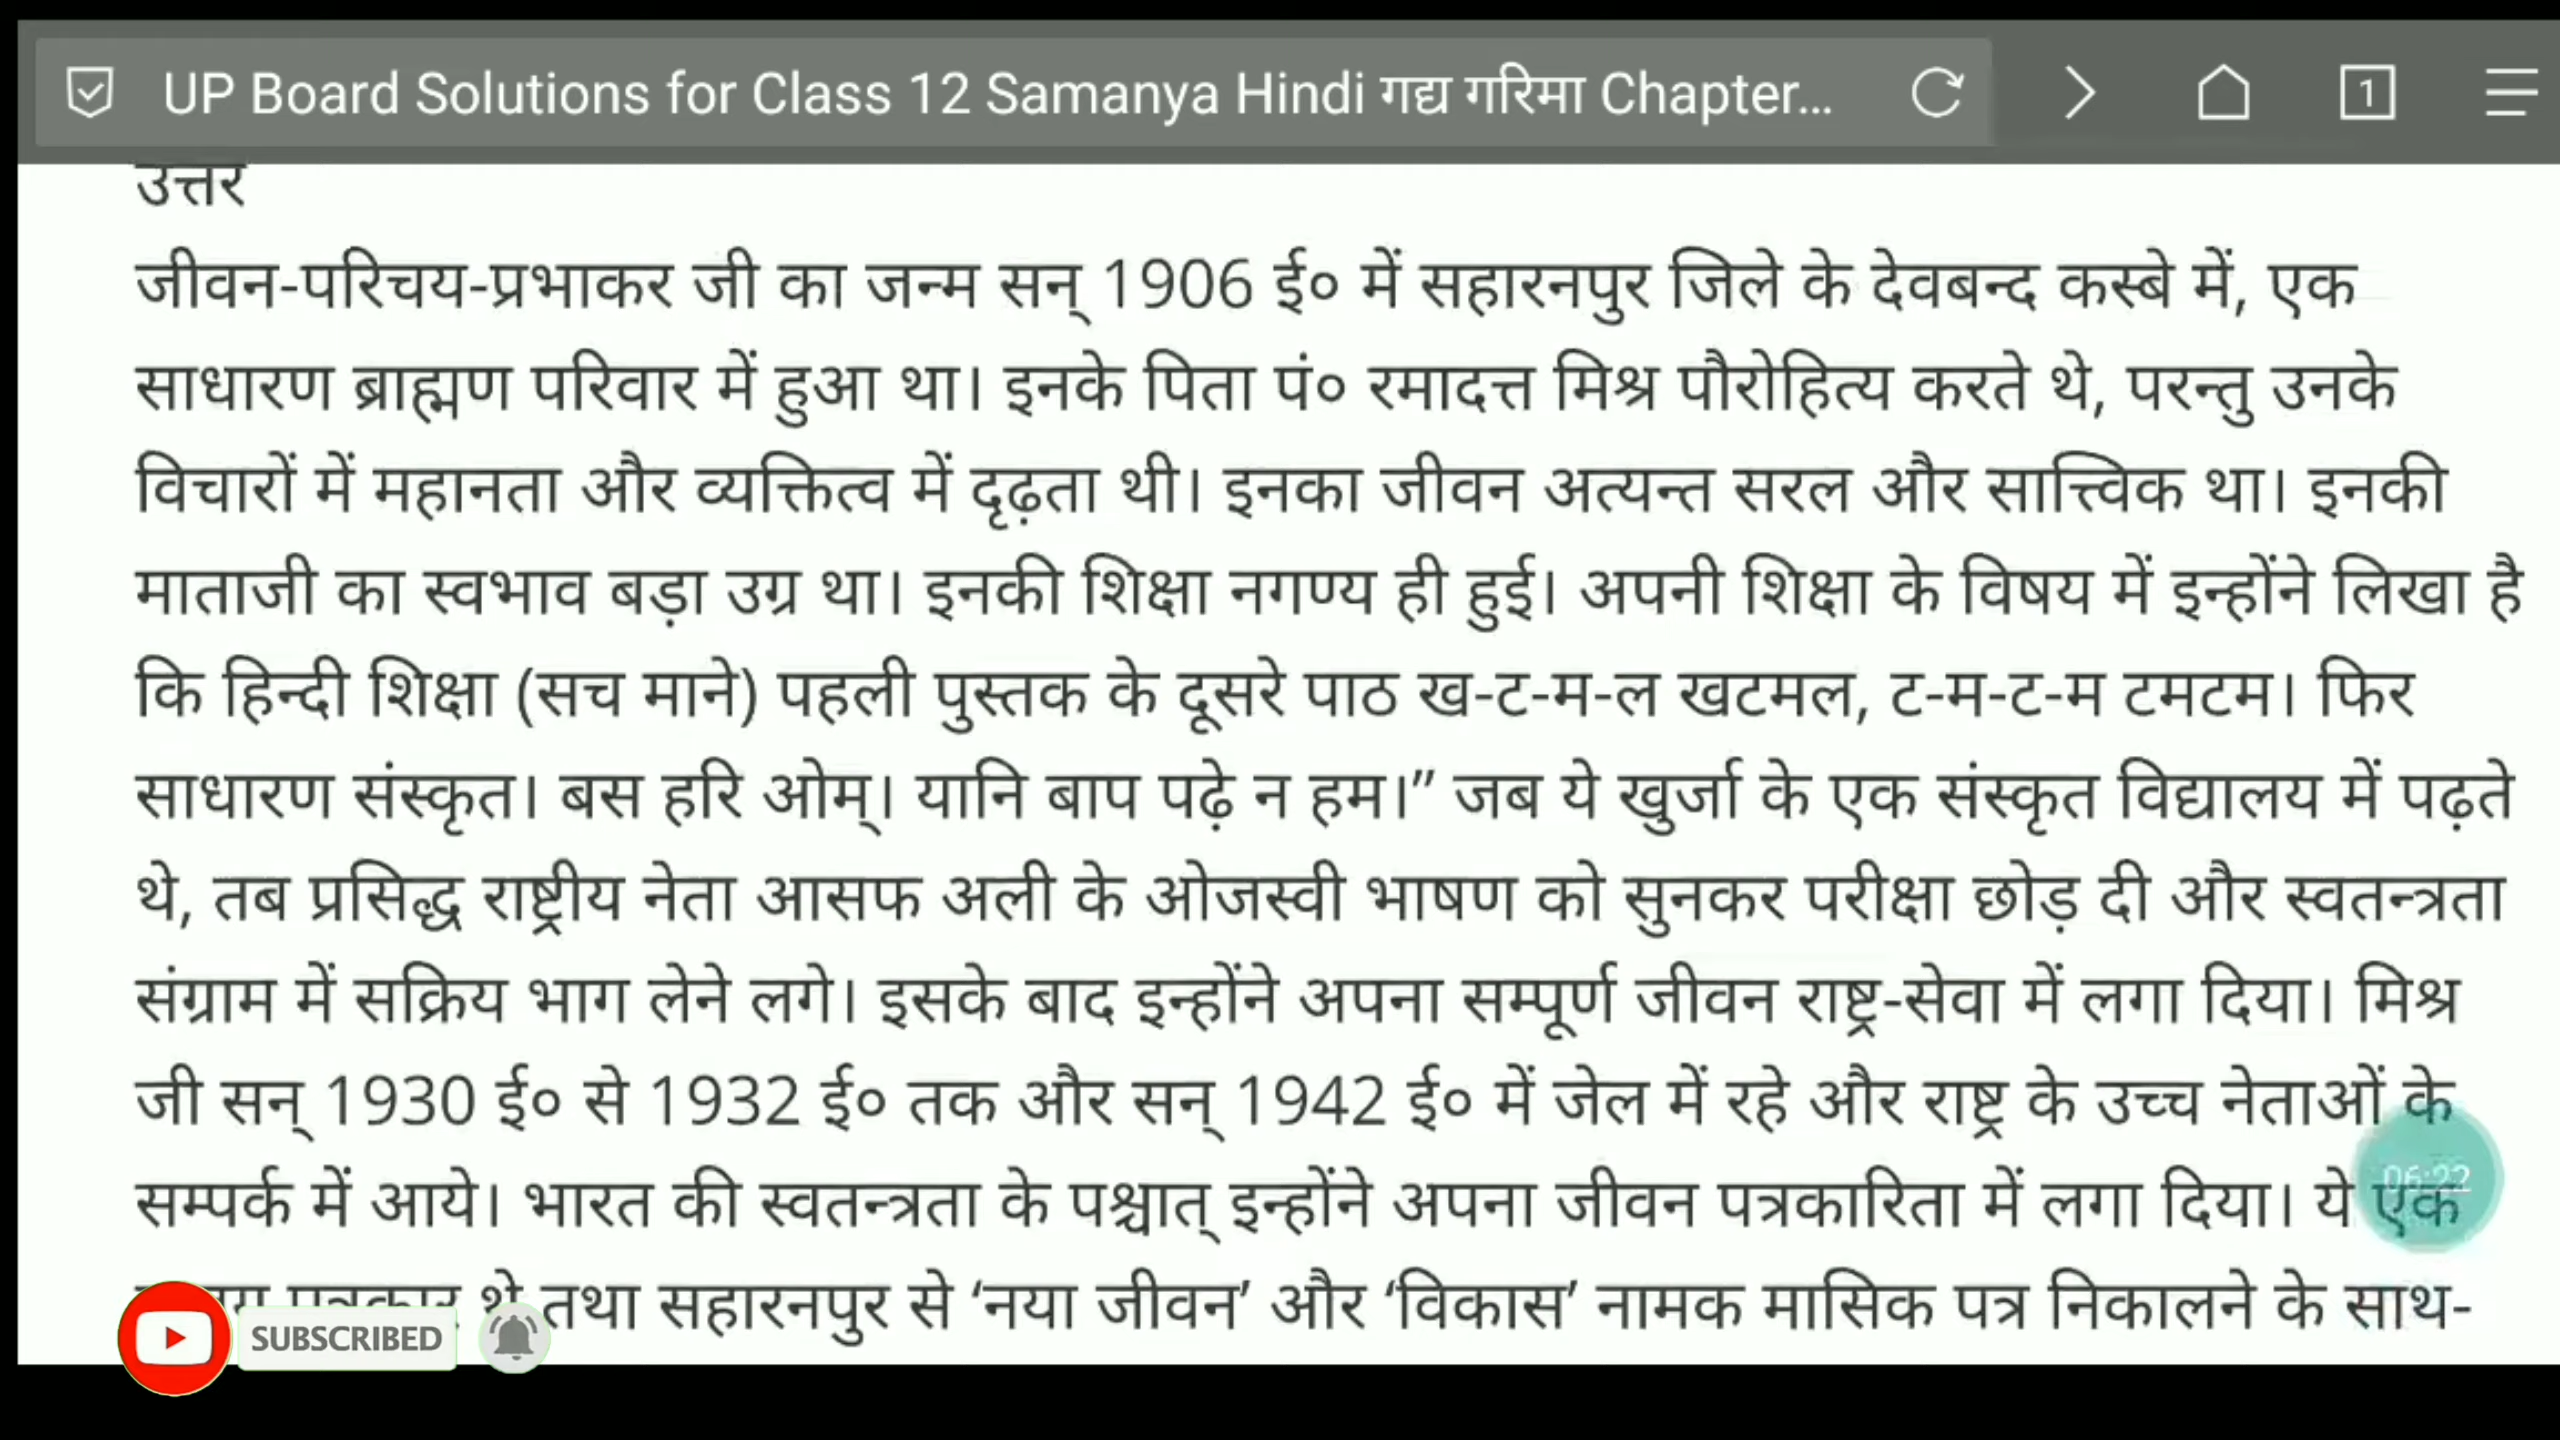 UP Board Solutions for Class 12 Samanya Hindi गद्य गरिमा Chapter...
1
उत्तर
जीवन-परिचय-प्रभाकर जी का जन्म सन् 1906 ई० में सहारनपुर जिले के देवबन्द कस्बे में, एक
साधारण ब्राह्मण परिवार में हुआ था। इनके पिता पं० रमादत्त मिश्र पौरोहित्य करते थे, परन्तु उनके
विचारों में महानता और व्यक्तित्व में दृढ़ता थी। इनका जीवन अत्यन्त सरल और सात्त्विक था। इनकी
माताजी का स्वभाव बड़ा उग्र था। इनकी शिक्षा नगण्य ही हुई। अपनी शिक्षा के विषय में इन्होंने लिखा है
कि हिन्दी शिक्षा (सच माने) पहली पुस्तक के दूसरे पाठ ख-ट-म-ल खटमल, ट-म-ट-म टमटम। फिर
साधारण संस्कृत। बस हरि ओम्। यानि बाप पढ़े न हम।” जब ये खुर्जा के एक संस्कृत विद्यालय में पढ़ते
थे, तब प्रसिद्ध राष्ट्रीय नेता आसफ अली के ओजस्वी भाषण को सुनकर परीक्षा छोड़ दी और स्वतन्त्रता
संग्राम में सक्रिय भाग लेने लगे। इसके बाद इन्होंने अपना सम्पूर्ण जीवन राष्ट्र-सेवा में लगा दिया। मिश्र
जी सन् 1930 ई० से 1932 ई० तक और सन् 1942 ई० में जेल में रहे और राष्ट्र के उच्च नेताओं के
सम्पर्क में आये। भारत की स्वतन्त्रता के पश्चात् इन्होंने अपना जीवन पत्रकारिता में लगा दिया। ये एक
06:22
पत्रकार थे तथा सहारनपुर से ‘नया जीवन’ और ‘विकास’ नामक मासिक पत्र निकालने के साथ-
SUBSCRIBED